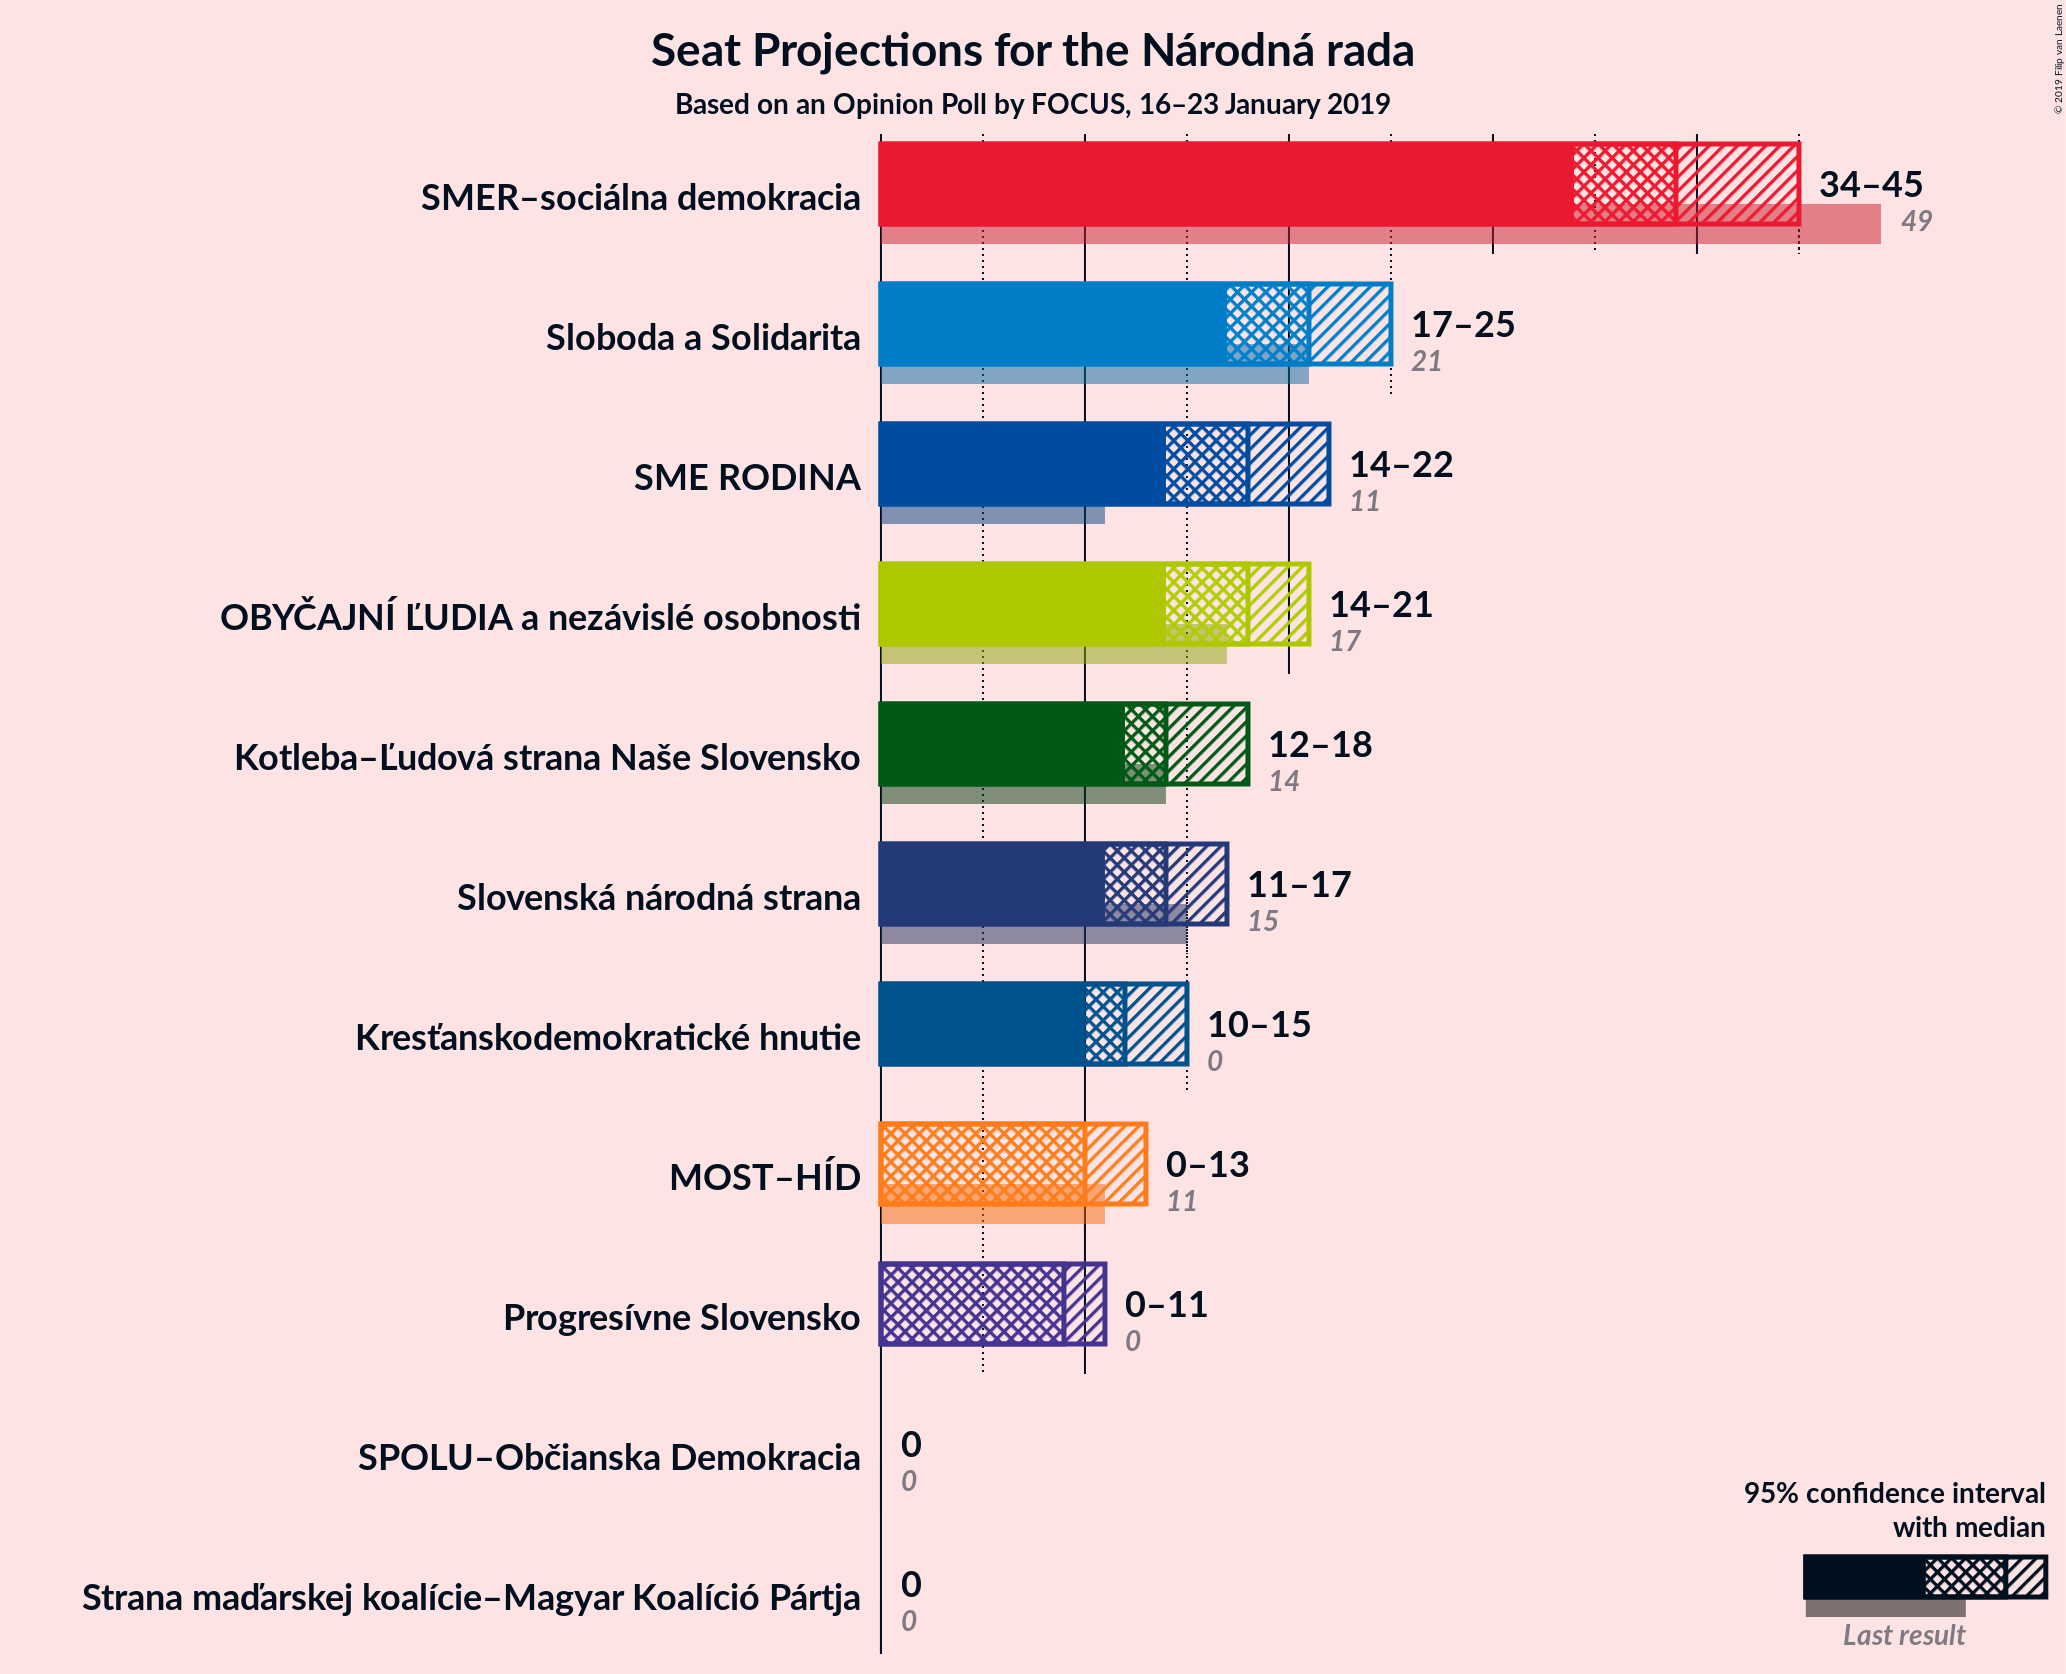 Seat Projections for the Národná rada
Based on an Opinion Poll by FOCUS, 16–23 January 2019
© 2019 Filip van Laenen
SMER–sociálna demokracia
34–45
49
Sloboda a Solidarita
17–25
21
SME RODINA
14–22
11
OBYČAJNÍ ĽUDIA a nezávislé osobnosti
14–21
17
Kotleba–Ľudová strana Naše Slovensko
12–18
14
Slovenská národná strana
11–17
15
Kresťanskodemokratické hnutie
10–15
0
MOST–HÍD
0–13
11
Progresívne Slovensko
0–11
0
SPOLU–Občianska Demokracia
0
0
Strana maďarskej koalície–Magyar Koalíció Pártja
0
0
95% confidence interval
with median
Last result